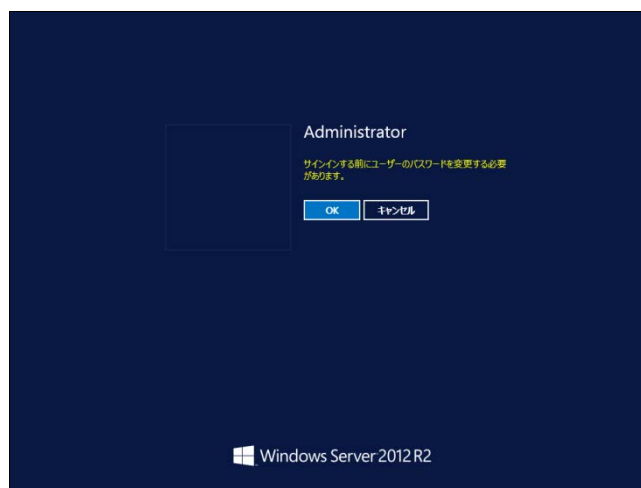 Administrator
サインインする前にユーザーのパスワードを変更する必要
があります。
OK キャンセル
Windows Server 2012 R2